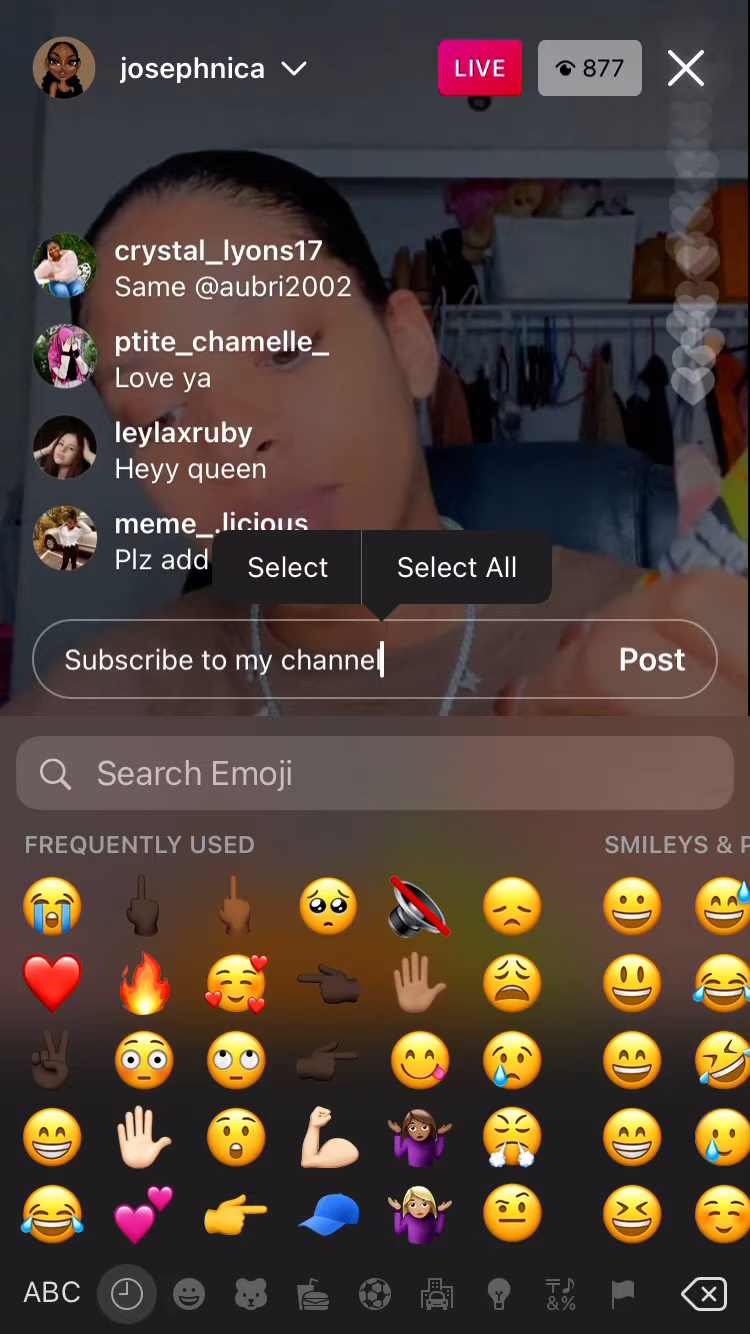 josephnica
LIVE
877
crystal_lyons17
Same @aubri2002
ptite_chamelle_
Love ya
leylaxruby
Heyy queen
meme_.licious
Plz add
Select
Select All
Subscribe to my channel
Post
Search Emoji
FREQUENTLY USED
SMILEYS & P
ABC
&%